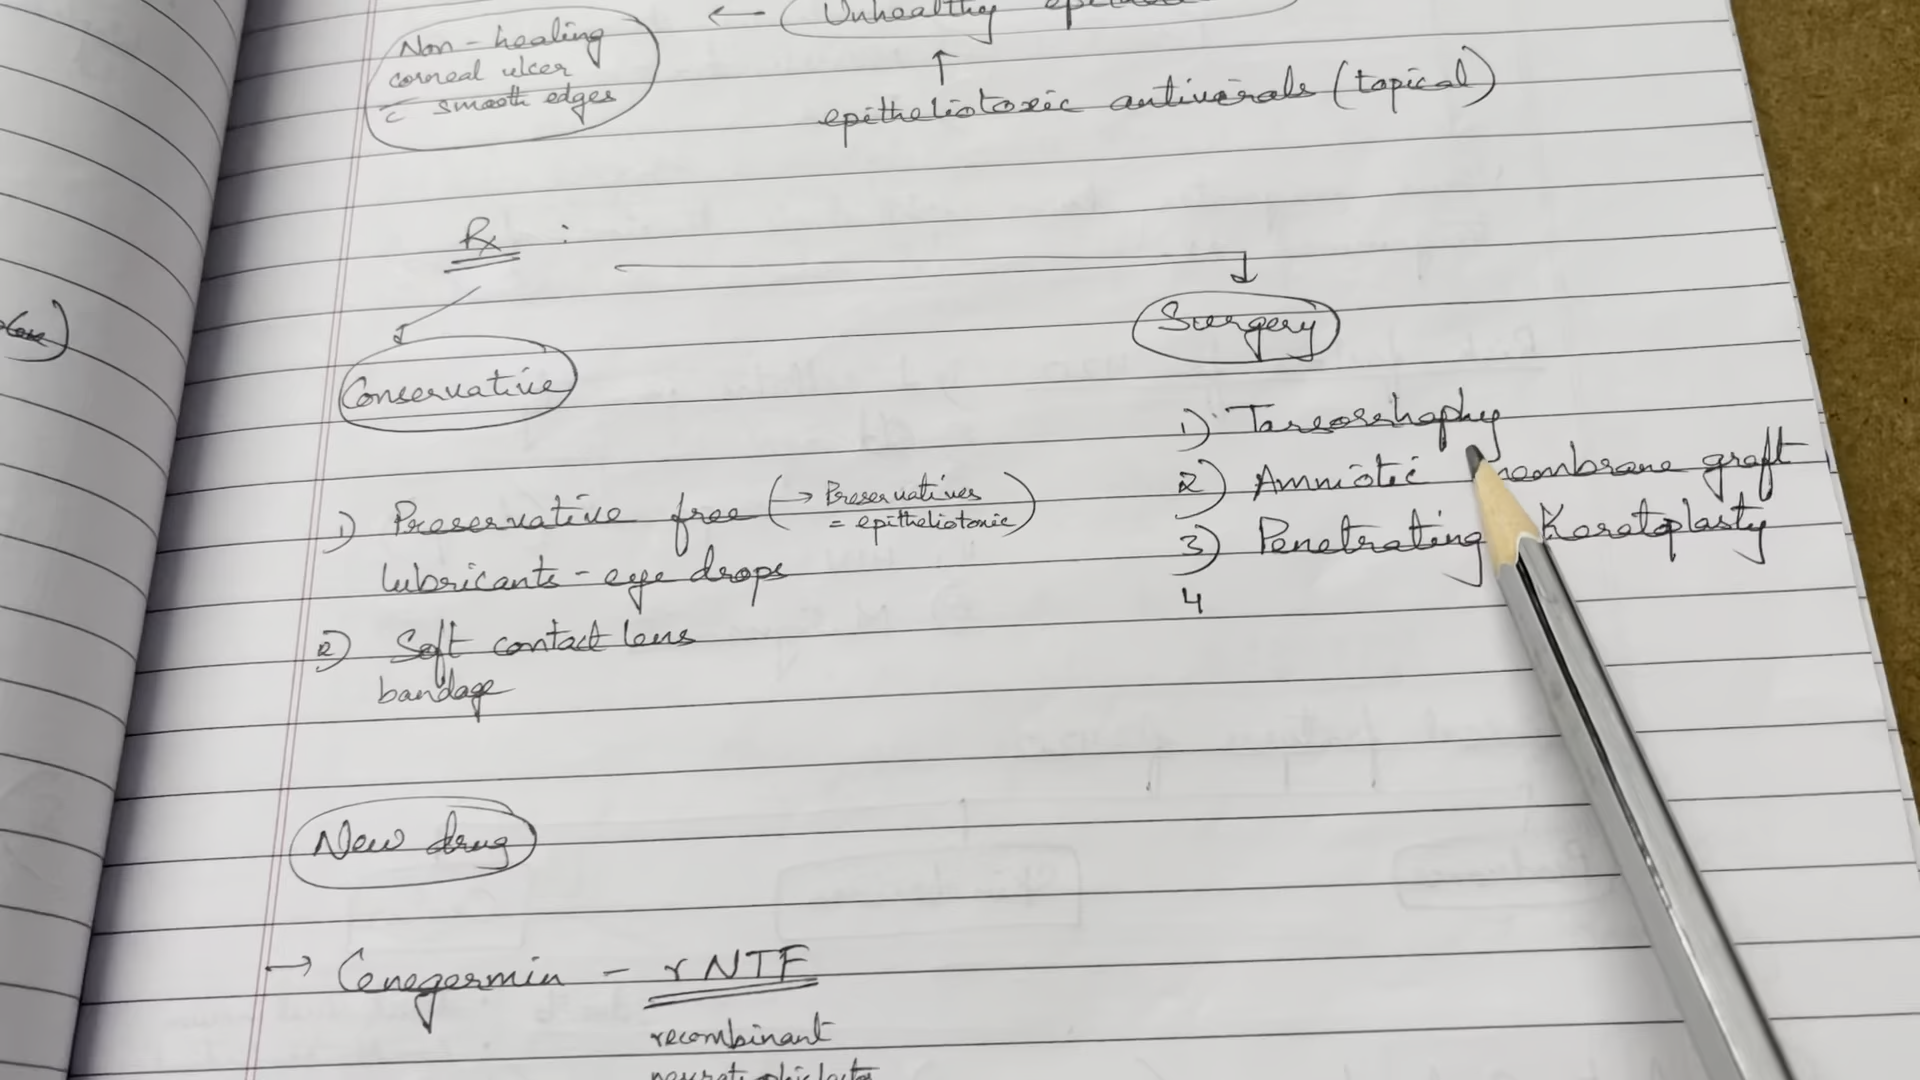 ← Unhealthy
Non-healing
corneal ulcer
c̄ smooth edges
↑
epitheliotoxic antivirals (topical)
Rx :
Surgery
Conservative
1) Tarsorrhaphy
2) Amniotic membrane graft
3) Penetrating Keratoplasty
4
1) Preservative free (→ Preservatives
= epitheliotoxic)
lubricants - eye drops
2) Soft contact lens
bandage
New drug
→ Cenegermin - rNTF
recombinant